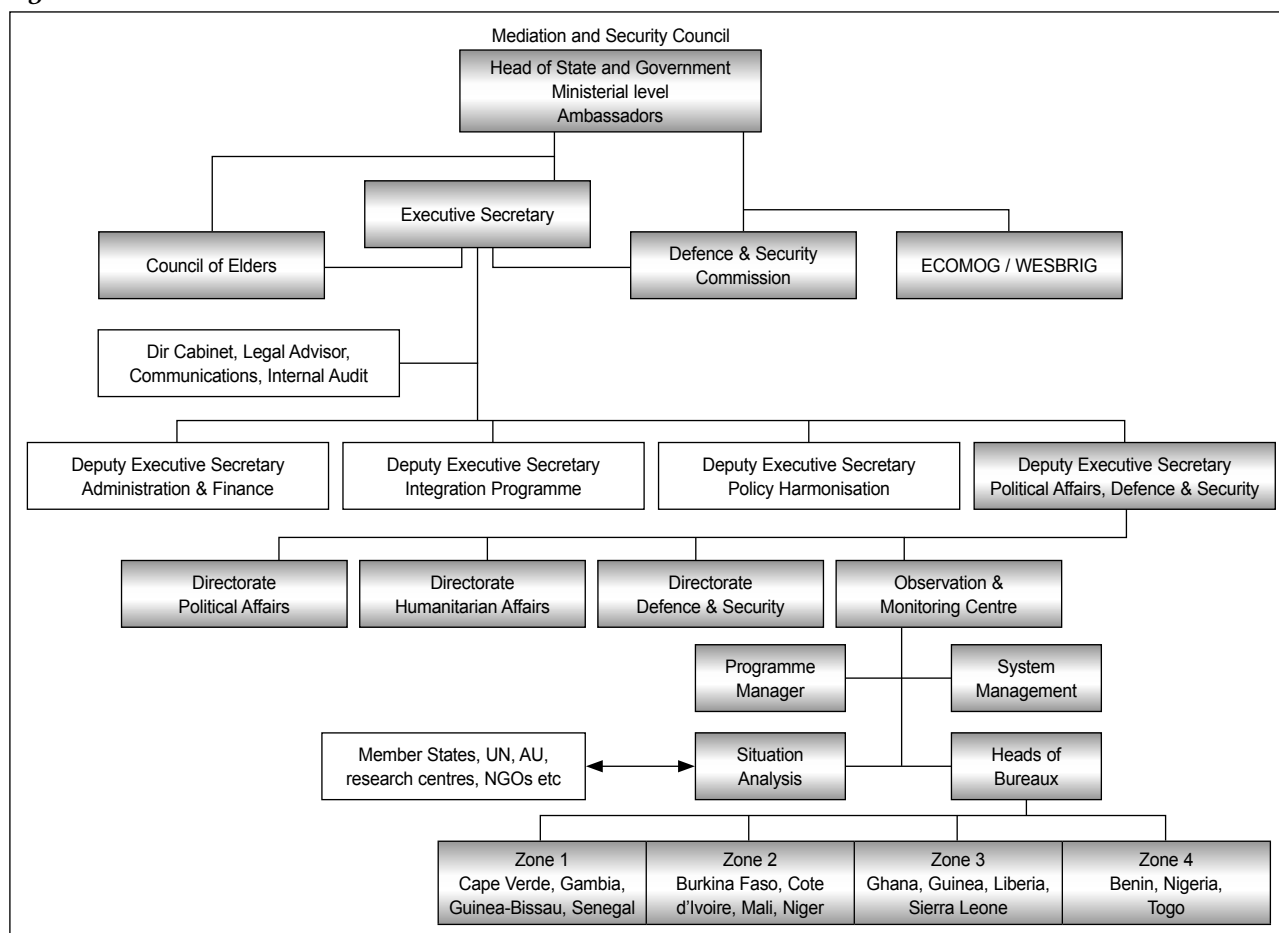 Mediation and Security Council
Head of State and Government
Ministerial level
Ambassadors
Executive Secretary
Council of Elders
Defence & Security
Commission
ECOMOG / WESBRIG
Dir Cabinet, Legal Advisor,
Communications, Internal Audit
Deputy Executive Secretary
Administration & Finance
Deputy Executive Secretary
Integration Programme
Deputy Executive Secretary
Policy Harmonisation
Deputy Executive Secretary
Political Affairs, Defence & Security
Directorate
Political Affairs
Directorate
Humanitarian Affairs
Directorate
Defence & Security
Observation &
Monitoring Centre
Programme
Manager
System
Management
Member States, UN, AU,
research centres, NGOs etc
Situation
Analysis
Heads of
Bureaux
Zone 1
Cape Verde, Gambia,
Guinea-Bissau, Senegal
Zone 2
Burkina Faso, Cote
d'Ivoire, Mali, Niger
Zone 3
Ghana, Guinea, Liberia,
Sierra Leone
Zone 4
Benin, Nigeria,
Togo